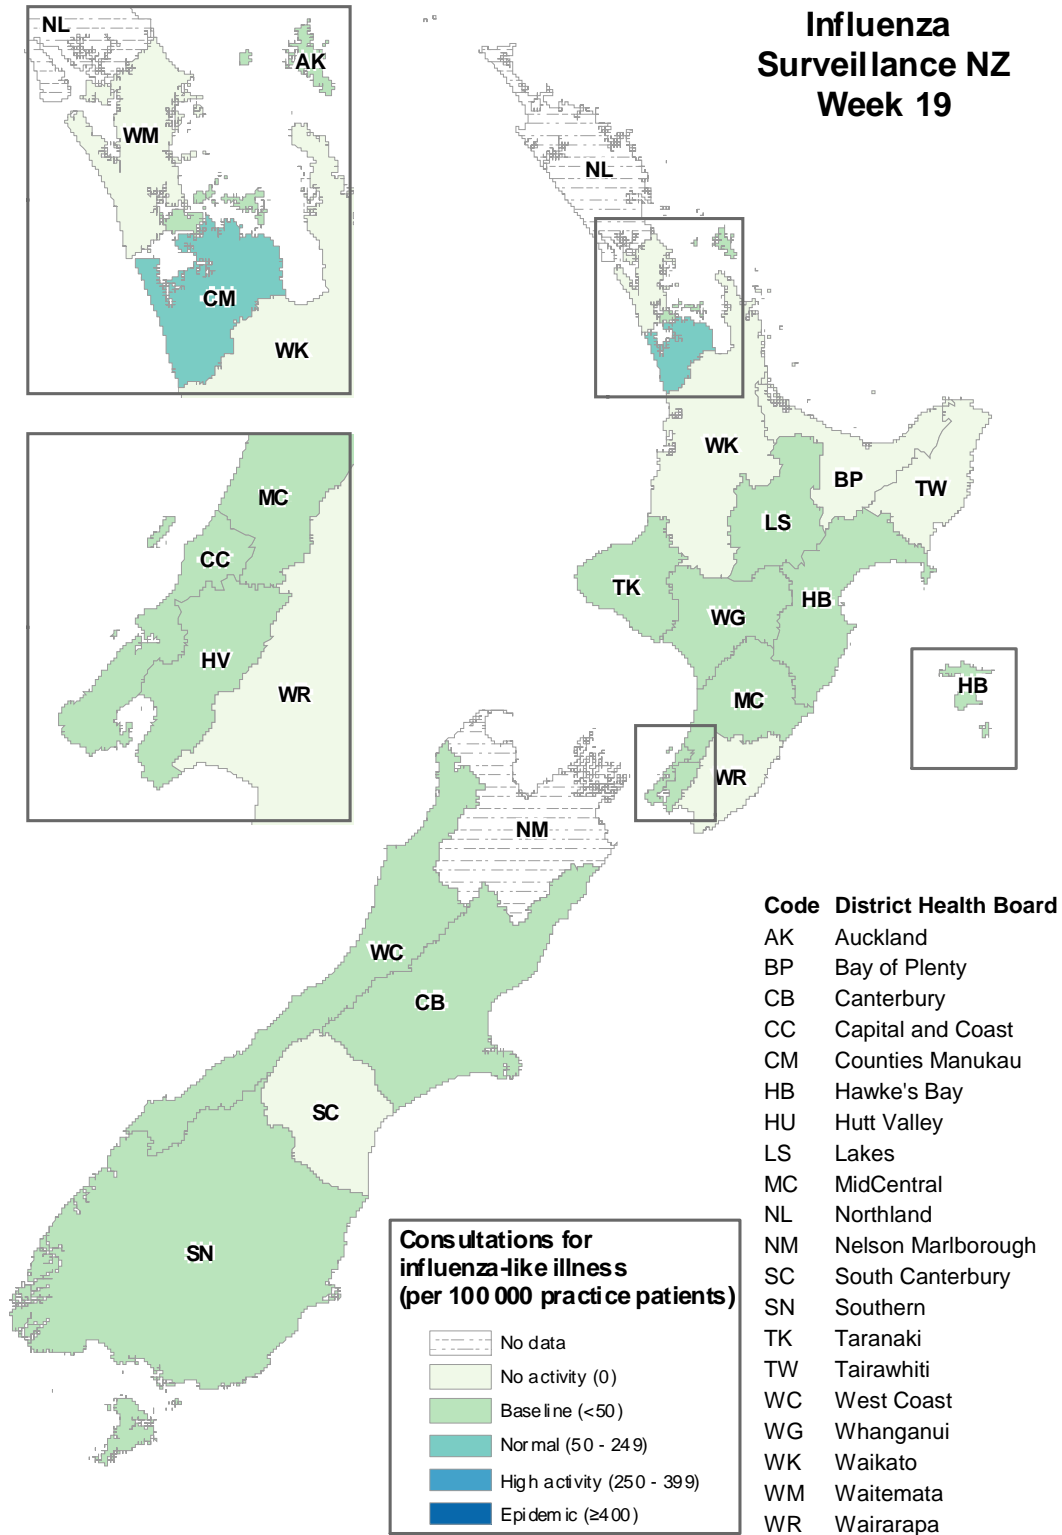 Influenza
Surveillance NZ
Week 19
NL
AK
WM
CM
WK
MC
CC
HV
WR
NL
WK
BP
TW
LS
TK
HB
WG
MC
WR
HB
NM
WC
CB
SC
SN
Code District Health Board
AK Auckland
BP Bay of Plenty
CB Canterbury
CC Capital and Coast
CM Counties Manukau
HB Hawke's Bay
HU Hutt Valley
LS Lakes
MC MidCentral
NL Northland
NM Nelson Marlborough
SC South Canterbury
SN Southern
TK Taranaki
TW Tairawhiti
WC West Coast
WG Whanganui
WK Waikato
WM Waitemata
WR Wairarapa
Consultations for
influenza-like illness
(per 100 000 practice patients)
No data
No activity (0)
Baseline (<50)
Normal (50 - 249)
High activity (250 - 399)
Epidemic (≥400)